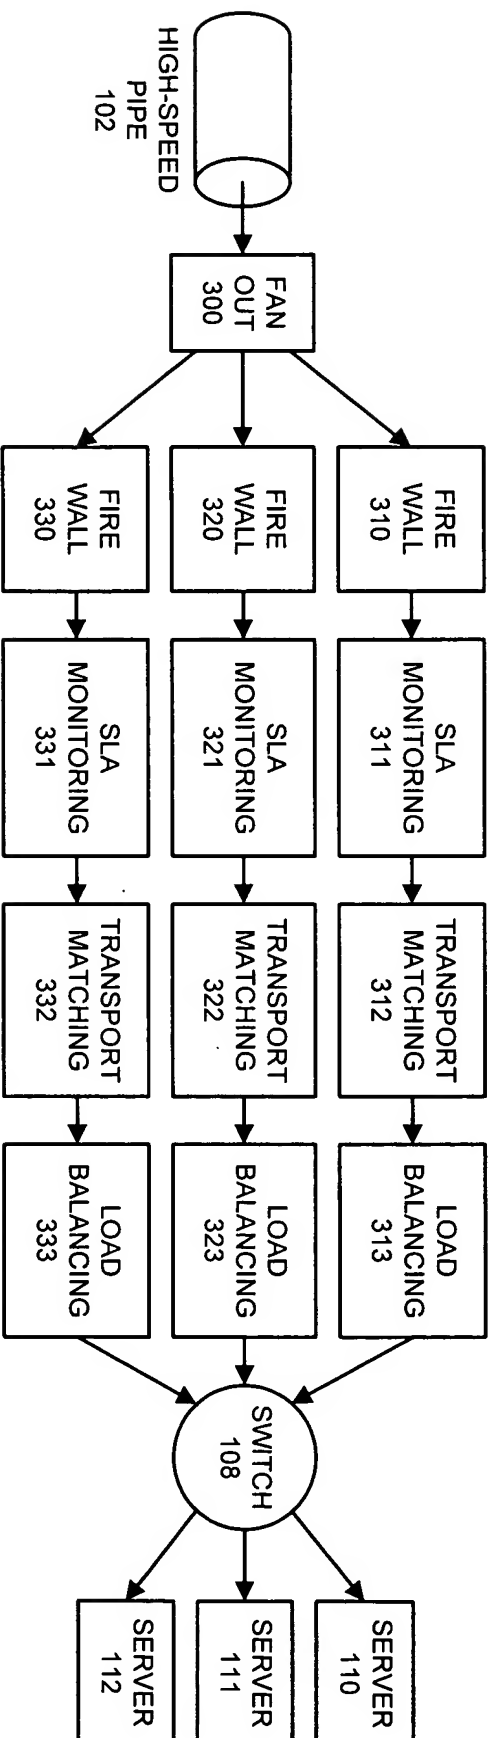 HIGH-SPEED
PIPE
102
FAN
OUT
300
FIRE
WALL
310
SLA
MONITORING
311
TRANSPORT
MATCHING
312
LOAD
BALANCING
313
FIRE
WALL
320
SLA
MONITORING
321
TRANSPORT
MATCHING
322
LOAD
BALANCING
323
FIRE
WALL
330
SLA
MONITORING
331
TRANSPORT
MATCHING
332
LOAD
BALANCING
333
SWITCH
108
SERVER
110
SERVER
111
SERVER
112